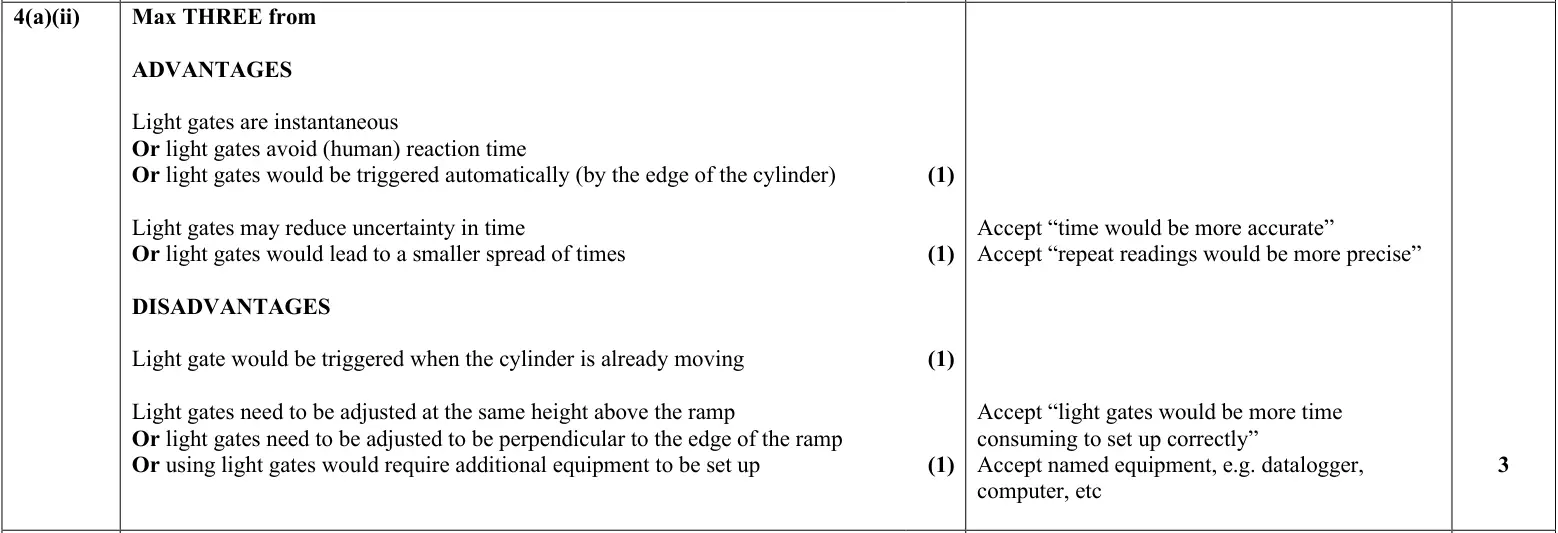 4(a)(ii) Max THREE from
ADVANTAGES
Light gates are instantaneous
Or light gates avoid (human) reaction time
Or light gates would be triggered automatically (by the edge of the cylinder) (1)
Light gates may reduce uncertainty in time Accept “time would be more accurate”
Or light gates would lead to a smaller spread of times (1) Accept “repeat readings would be more precise”
DISADVANTAGES
Light gate would be triggered when the cylinder is already moving (1)
Light gates need to be adjusted at the same height above the ramp Accept “light gates would be more time
Or light gates need to be adjusted to be perpendicular to the edge of the ramp consuming to set up correctly”
Or using light gates would require additional equipment to be set up (1) Accept named equipment, e.g. datalogger, 3
computer, etc